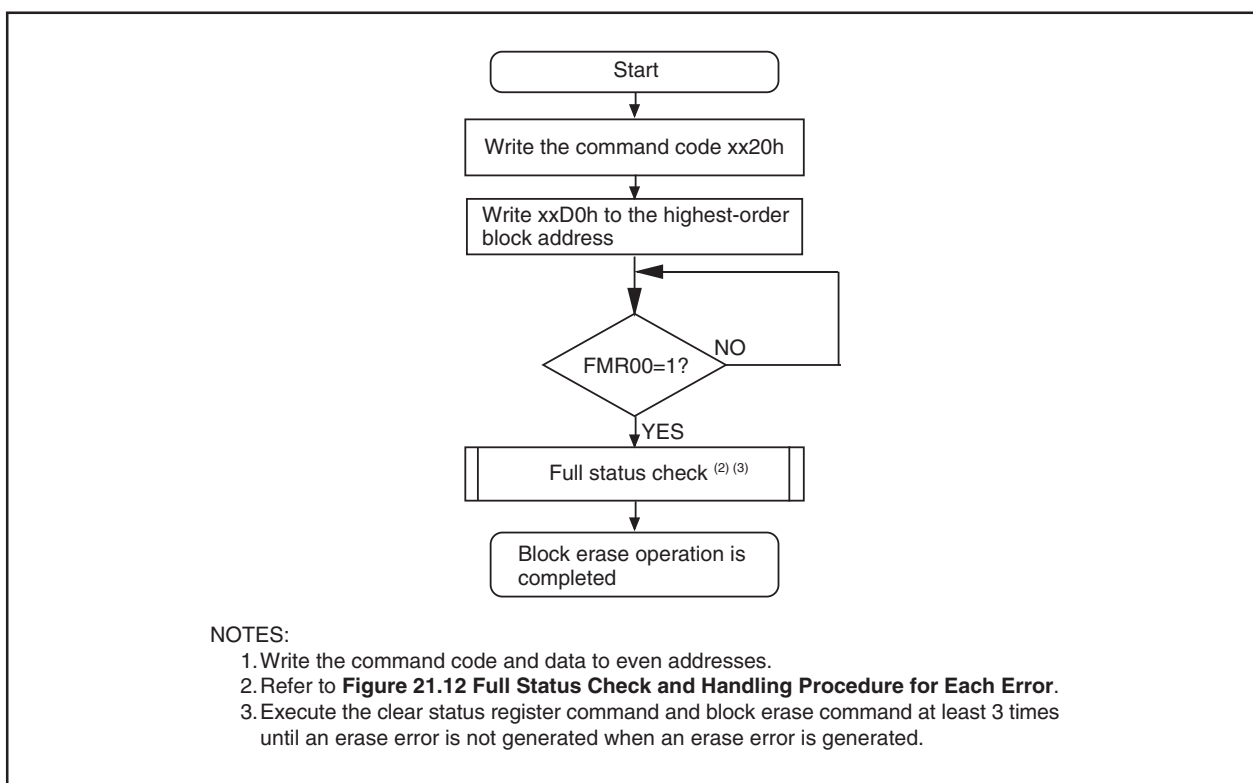 Start
Write the command code xx20h
Write xxD0h to the highest-order
block address
FMR00=1?
NO
YES
Full status check (2) (3)
Block erase operation is
completed
NOTES:
1. Write the command code and data to even addresses.
2. Refer to Figure 21.12 Full Status Check and Handling Procedure for Each Error.
3. Execute the clear status register command and block erase command at least 3 times
until an erase error is not generated when an erase error is generated.